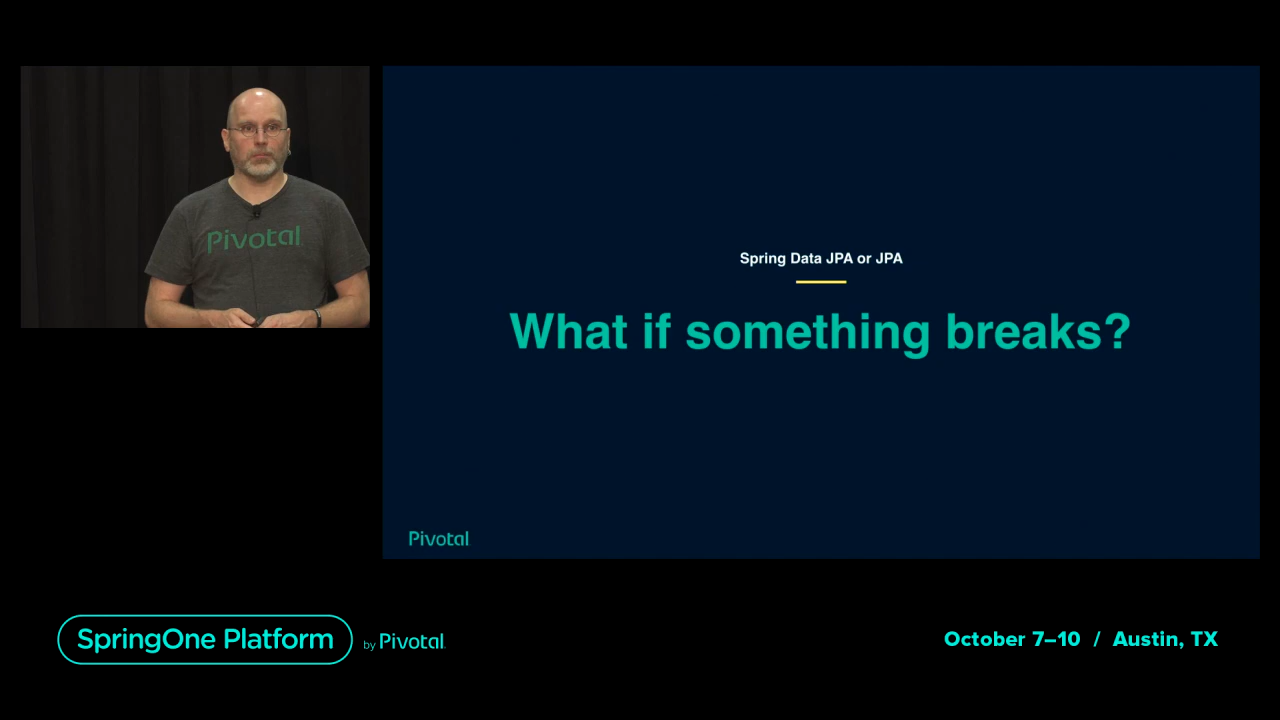 Pivotal
Spring Data JPA or JPA
What if something breaks?
Pivotal
SpringOne Platform by Pivotal
October 7–10 / Austin, TX